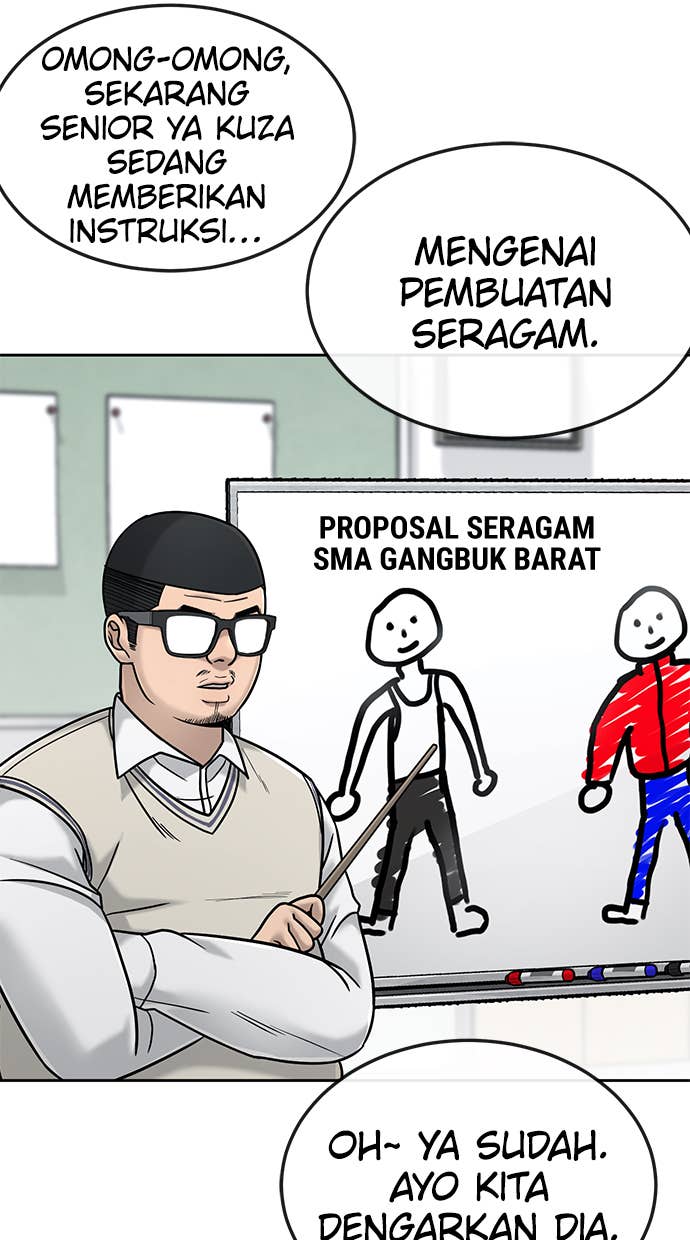 OMONG-OMONG,
SEKARANG
SENIOR YA KUZA
SEDANG
MEMBERIKAN
INSTRUKSI...
MENGENAI
PEMBUATAN
SERAGAM.
PROPOSAL SERAGAM
SMA GANGBUK BARAT
OH~ YA SUDAH.
AYO KITA
DENGARKAN DIA.